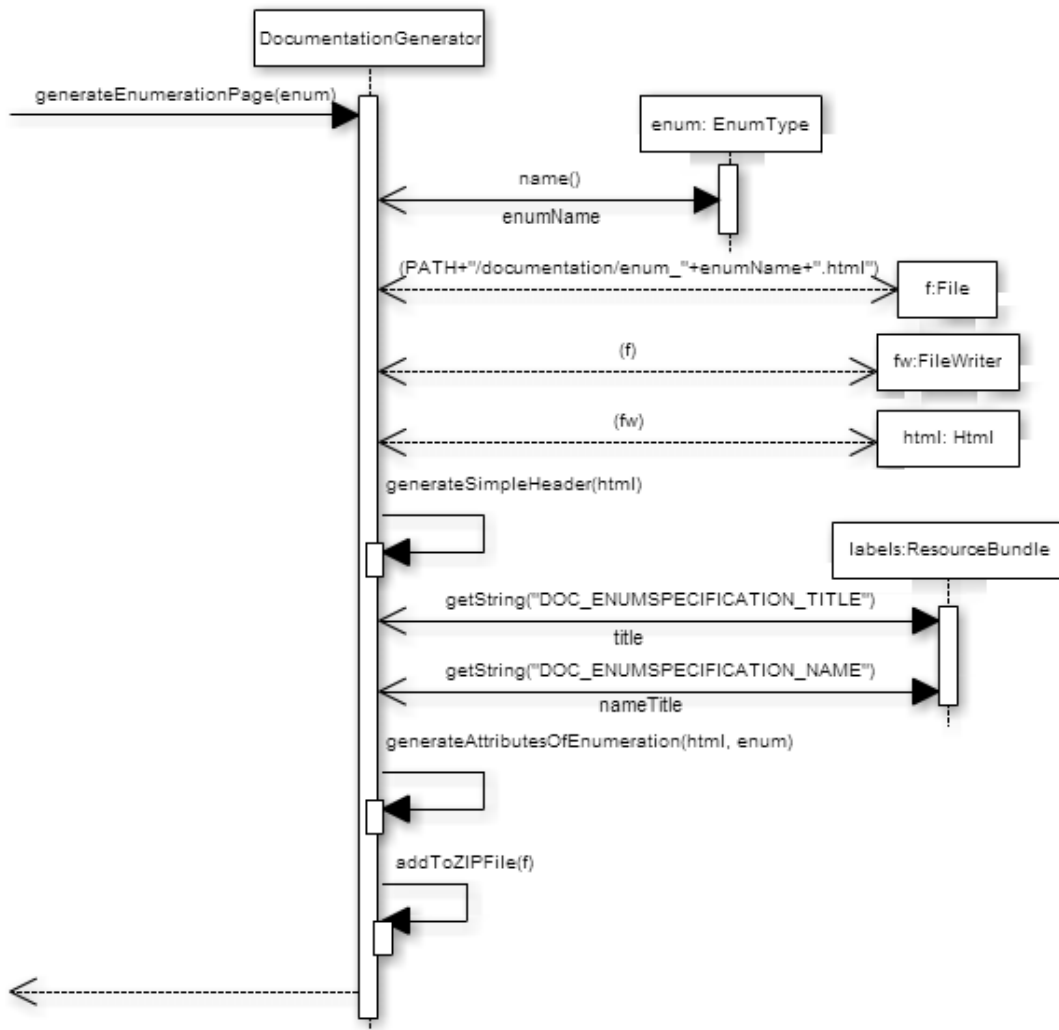 DocumentationGenerator
generateEnumerationPage(enum)
enum: EnumType
name()
enumName
(PATH+"/documentation/enum_"+enumName+".html")
f:File
(f)
fw:FileWriter
(fw)
html: Html
generateSimpleHeader(html)
labels:ResourceBundle
getString("DOC_ENUMSPECIFICATION_TITLE")
title
getString("DOC_ENUMSPECIFICATION_NAME")
nameTitle
generateAttributesOfEnumeration(html, enum)
addToZIPFile(f)